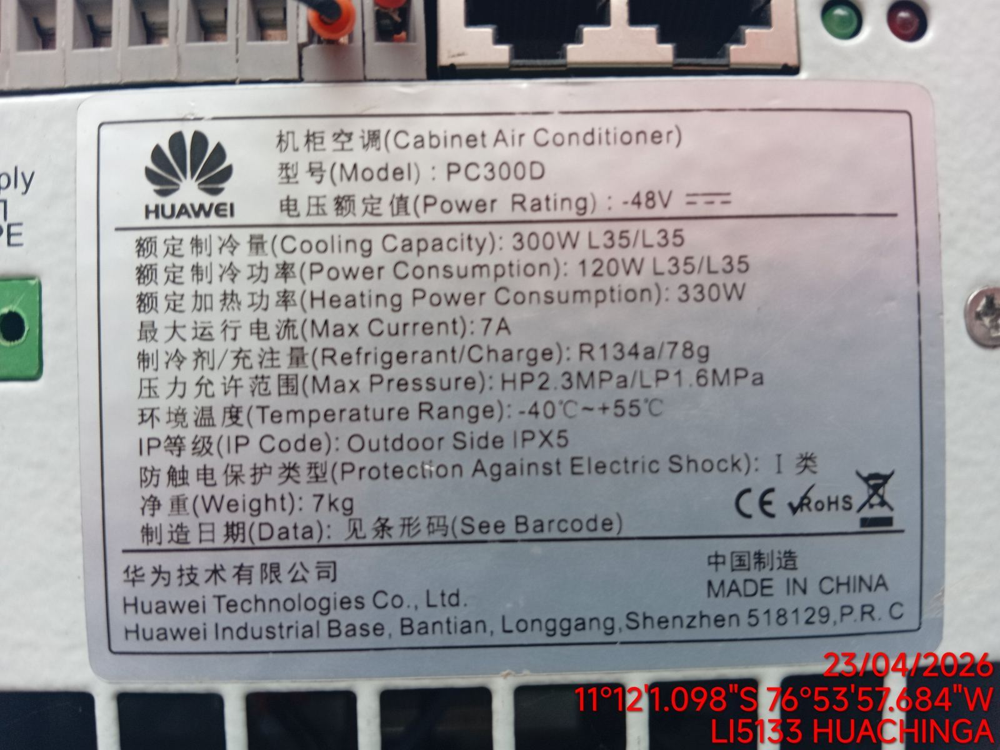 HUAWEI
机柜空调(Cabinet Air Conditioner)
型号(Model) : PC300D
电压额定值(Power Rating) : -48V
额定制冷量(Cooling Capacity): 300W L35/L35
额定制冷功率(Power Consumption): 120W L35/L35
额定加热功率(Heating Power Consumption): 330W
最大运行电流(Max Current): 7A
制冷剂/充注量(Refrigerant/Charge): R134a/78g
压力允许范围(Max Pressure): HP2.3MPa/LP1.6MPa
环境温度(Temperature Range): -40℃~+55℃
IP等级(IP Code): Outdoor Side IPX5
防触电保护类型(Protection Against Electric Shock): I 类
净重(Weight): 7kg
CE RoHS
制造日期(Data): 见条形码(See Barcode)
华为技术有限公司
Huawei Technologies Co., Ltd.
Huawei Industrial Base, Bantian, Longgang, Shenzhen 518129, P.R. C
中国制造
MADE IN CHINA
ply
PE
23/04/2026
11°12'1.098"S 76°53'57.684"W
LI5133 HUACHINGA